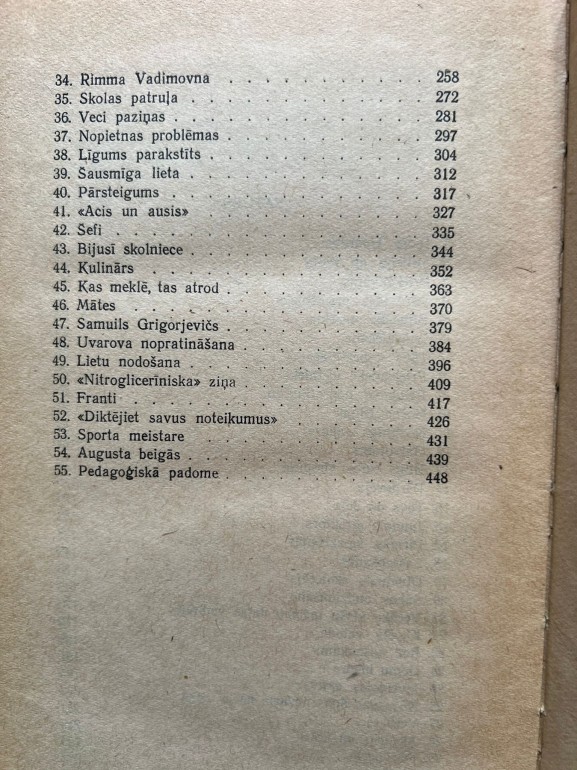 34. Rimma Vadimovna . . . . . . . . . . 258
35. Skolas patruļa . . . . . . . . . . . 272
36. Veci paziņas . . . . . . . . . . . 281
37. Nopietnas problēmas . . . . . . . . . . 297
38. Līgums parakstīts . . . . . . . . . . 304
39. Šausmīga lieta . . . . . . . . . . . 312
40. Pārsteigums . . . . . . . . . . . . 317
41. «Acis un ausis» . . . . . . . . . . . 327
42. Šefi . . . . . . . . . . . . . . 335
43. Bijusī skolniece . . . . . . . . . . . 344
44. Kulinārs . . . . . . . . . . . . . 352
45. Kas meklē, tas atrod . . . . . . . . . . 363
46. Mātes . . . . . . . . . . . . . 370
47. Samuils Grigorjevičs . . . . . . . . . . 379
48. Uvarova nopratināšana . . . . . . . . . 384
49. Lietu nodošana . . . . . . . . . . . 396
50. «Nitroglicerīniska» ziņa . . . . . . . . . 409
51. Franti . . . . . . . . . . . . . 417
52. «Diktējiet savus noteikumus» . . . . . . . 426
53. Sporta meistare . . . . . . . . . . . 431
54. Augusta beigās . . . . . . . . . . . 439
55. Pedagoģiskā padome . . . . . . . . . . 448